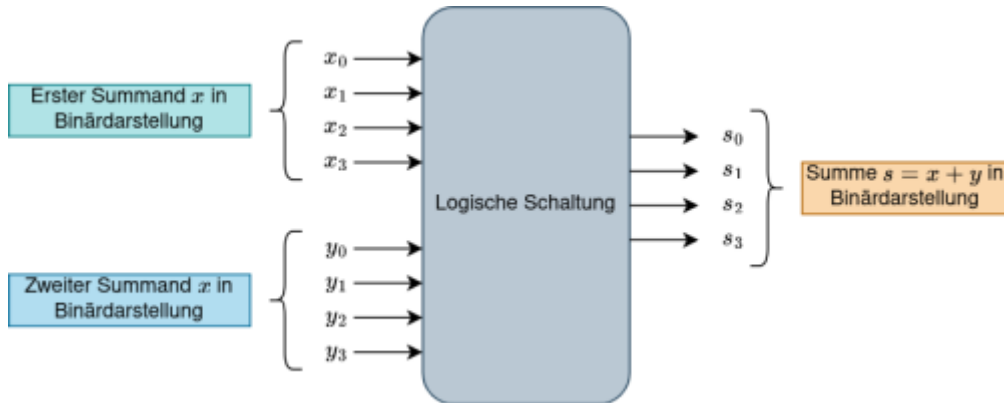 Erster Summand x in
Binärdarstellung
x₀
x₁
x₂
x₃
Zweiter Summand x in
Binärdarstellung
y₀
y₁
y₂
y₃
Logische Schaltung
s₀
s₁
s₂
s₃
Summe s = x + y in
Binärdarstellung